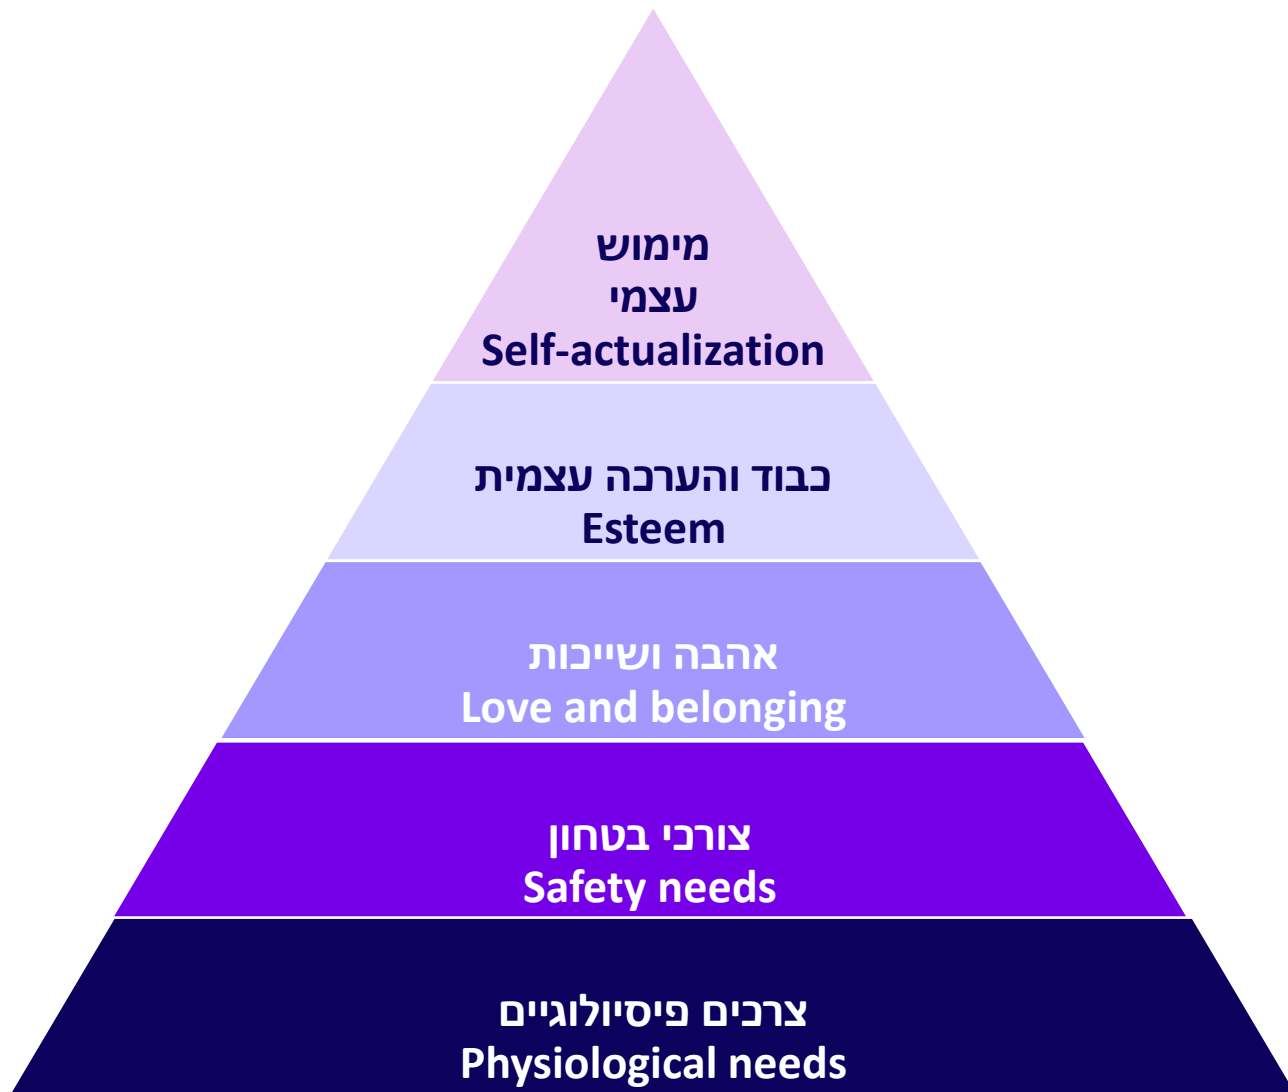 מימוש
עצמי
Self-actualization
כבוד והערכה עצמית
Esteem
אהבה ושייכות
Love and belonging
צורכי בטחון
Safety needs
צרכים פיסיולוגיים
Physiological needs